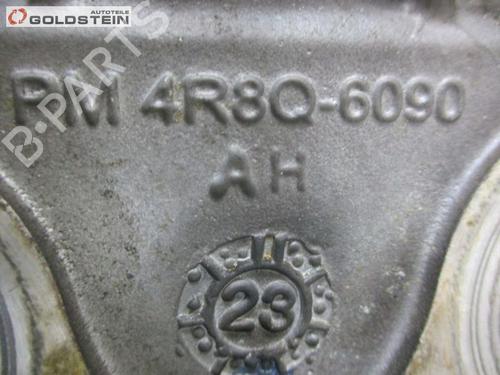 AUTOTEILE
GOLDSTEIN
B-PARTS
PM 4R8Q-6090
AH
23